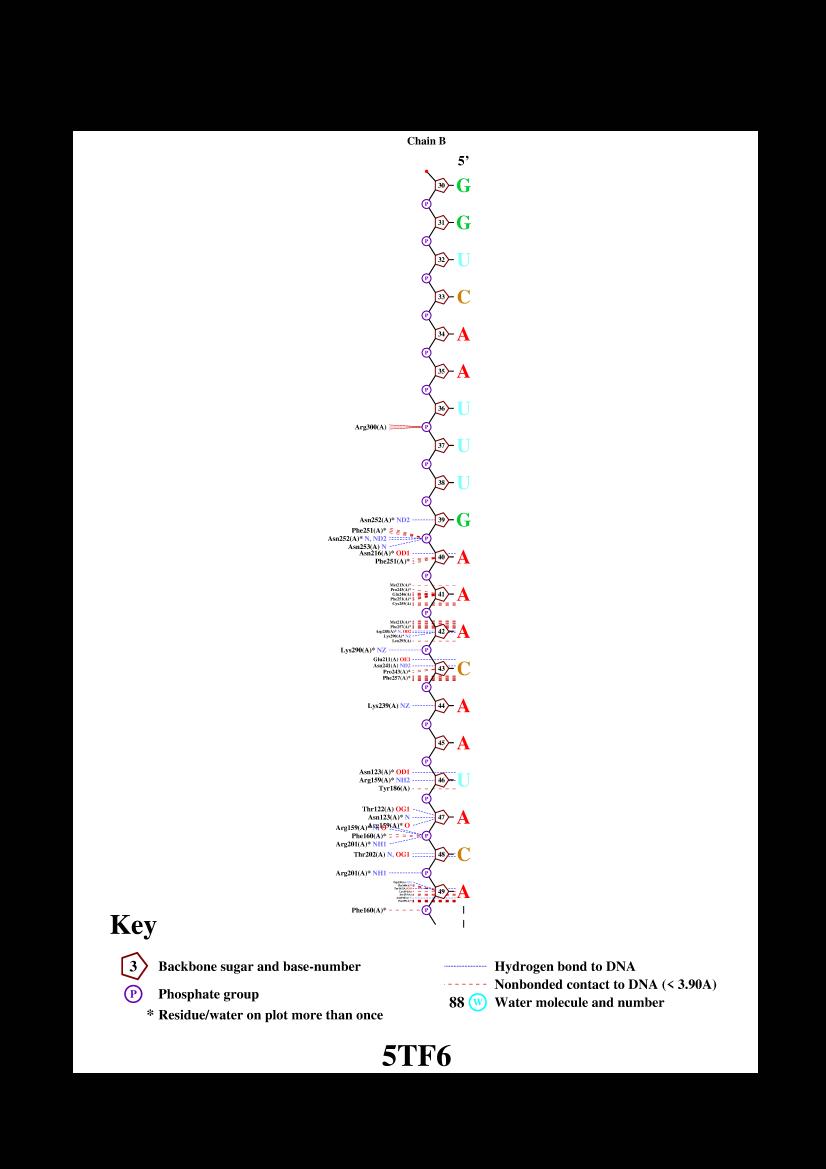 Chain B
5’
30 G
P
31 G
P
32 U
P
33 C
P
34 A
P
35 A
P
36 U
Arg300(A) P
37 U
P
38 U
P
Asn252(A)* ND2 39 G
Phe251(A)*
Asn252(A)* N, ND2 P
Asn253(A) N
Asn216(A)* OD1
40 A
Phe251(A)*
P
41 A
P
42 A
Lys290(A)* NZ P
Glu211(A) OE1
Asn241(A) ND2 43 C
Pro243(A)*
Phe257(A)*
P
Lys239(A) NZ 44 A
P
45 A
P
Asn123(A)* OD1
Arg159(A)* NH2 46 U
Tyr186(A)
P
Thr122(A) OG1
Asn123(A)* N 47 A
Arg159(A)* O
Arg159(A)*
Phe160(A)* P
Arg201(A)* NH1
Thr202(A) N, OG1 48 C
Arg201(A)* NH1 P
49 A
Phe160(A)* P
Key
3 Backbone sugar and base-number
P Phosphate group
* Residue/water on plot more than once
Hydrogen bond to DNA
Nonbonded contact to DNA (< 3.90A)
88 W Water molecule and number
5TF6